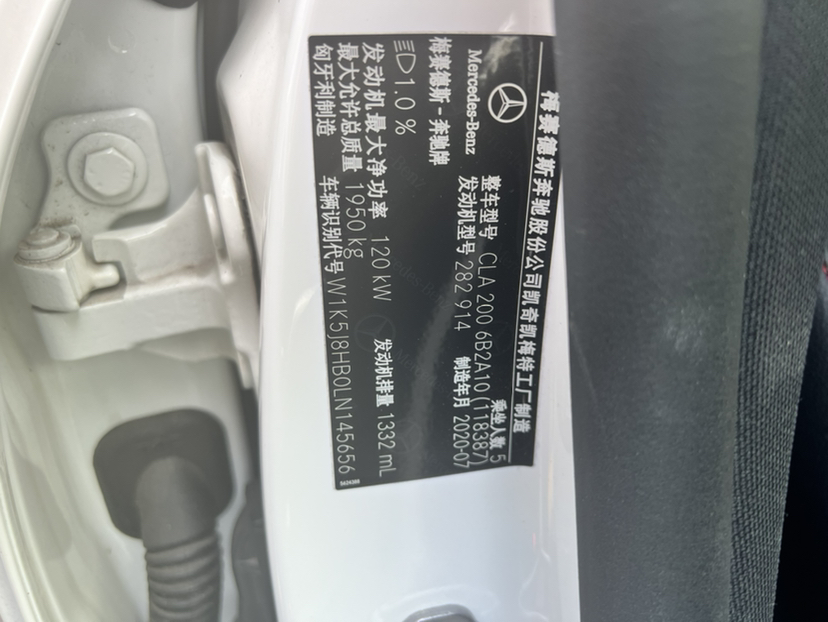 梅赛德斯奔驰股份公司凯奇凯梅特工厂制造
Mercedes-Benz
梅赛德斯-奔驰牌
整车型号 CLA 200 6B2A10 (118387)
乘坐人数 5
发动机型号 282 914
制造年月 2020-07
1.0 %
发动机最大净功率 120 kW
发动机排量 1332 mL
最大允许总质量 1950 kg
匈牙利制造
车辆识别代号 W1K5J8HB0LN145656